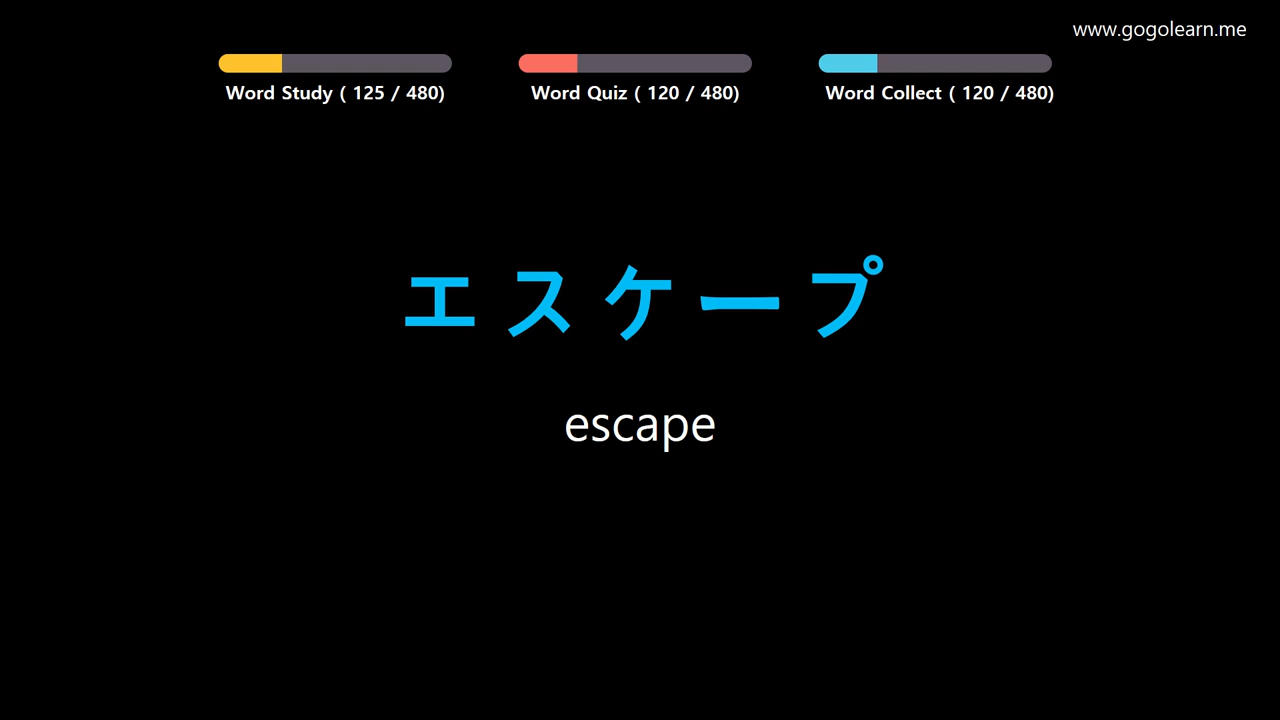 www.gogolearn.me
Word Study ( 125 / 480)
Word Quiz ( 120 / 480)
Word Collect ( 120 / 480)
エスケープ
escape